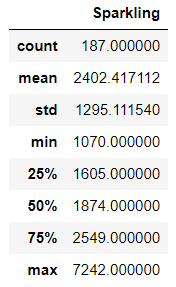 Sparkling
count 187.000000
mean 2402.417112
std 1295.111540
min 1070.000000
25% 1605.000000
50% 1874.000000
75% 2549.000000
max 7242.000000